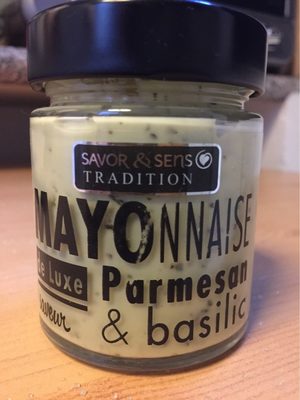 SAVOR & SENS
TRADITION
MAYONNAISE
de Luxe Parmesan
saveur & basilic